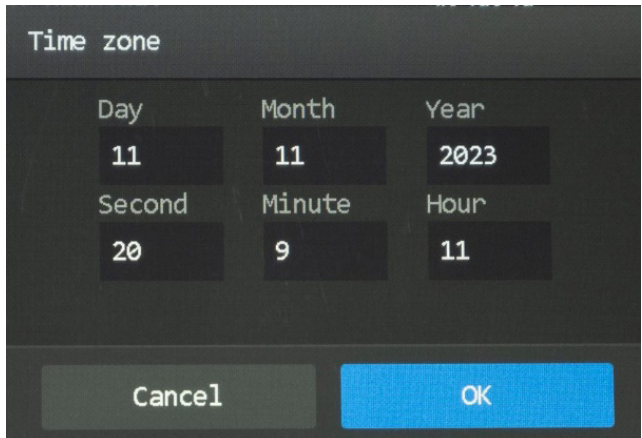 Time zone
Day Month Year
11 11 2023
Second Minute Hour
20 9 11
Cancel OK